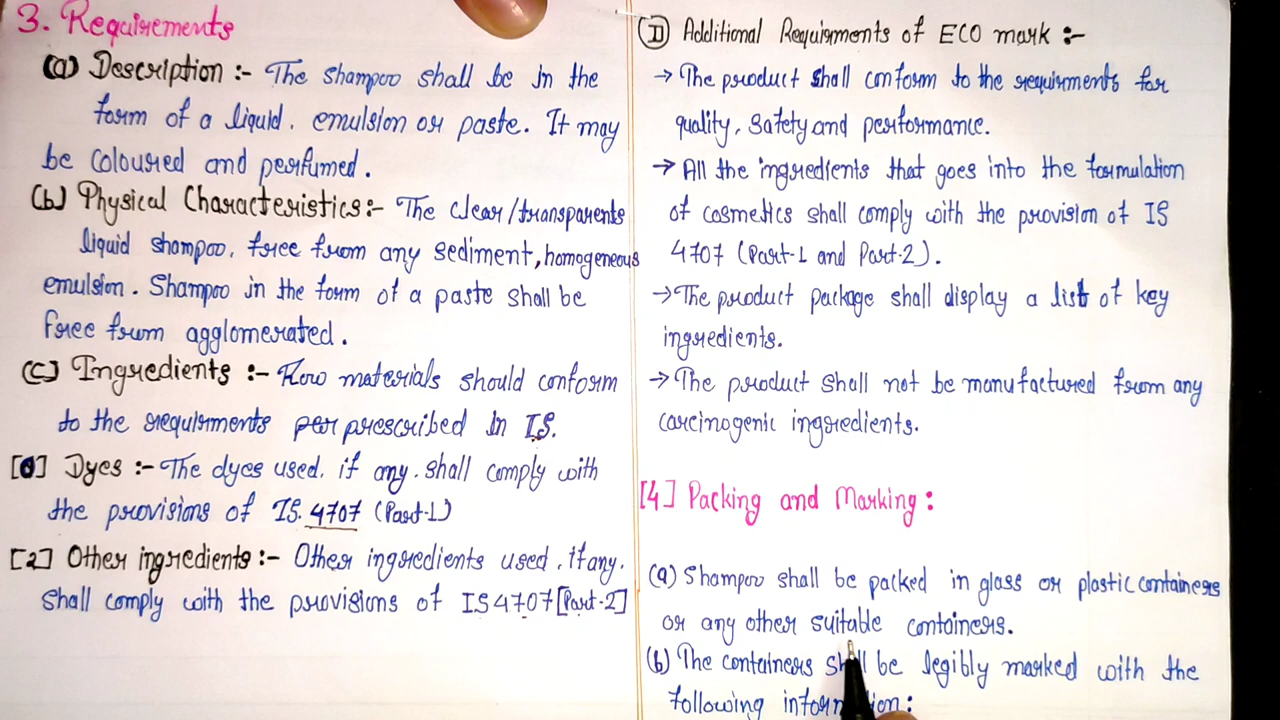 3. Requirements
(a) Description :- The shampoo shall be in the
form of a liquid, emulsion or paste. It may
be coloured and perfumed.
(b) Physical Characteristics:- The clear/transparents
liquid shampoo, free from any sediment, homogeneous
emulsion. Shampoo in the form of a paste shall be
free from agglomerated.
(C) Ingredients :- Raw materials should conform
to the requirments per prescribed in IS.
Dyes :- The dyes used, if any, shall comply with
the provisions of IS. 4707 (Part-1)
[2] Other ingredients :- Other ingredients used, if any,
shall comply with the provisions of IS 4707 [Part-2]
(D) Additional Requirments of ECO mark :-
→ The product shall conform to the requirments for
quality, Safety and performance.
→ All the ingredients that goes into the formulation
of cosmetics shall comply with the provision of IS
4707 (Part-1 and Part-2).
→ The product package shall display a list of key
ingredients.
→ The product shall not be manufactured from any
carcinogenic ingredients.
[4] Packing and Marking:
(a) Shampoo shall be packed in glass or plastic containers
or any other suitable containers.
(b) The containers shall be legibly marked with the
following information: